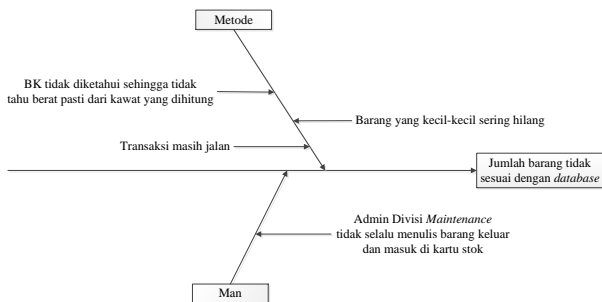 Metode
BK tidak diketahui sehingga tidak
tahu berat pasti dari kawat yang dihitung
Barang yang kecil-kecil sering hilang
Transaksi masih jalan
Jumlah barang tidak
sesuai dengan database
Admin Divisi Maintenance
tidak selalu menulis barang keluar
dan masuk di kartu stok
Man